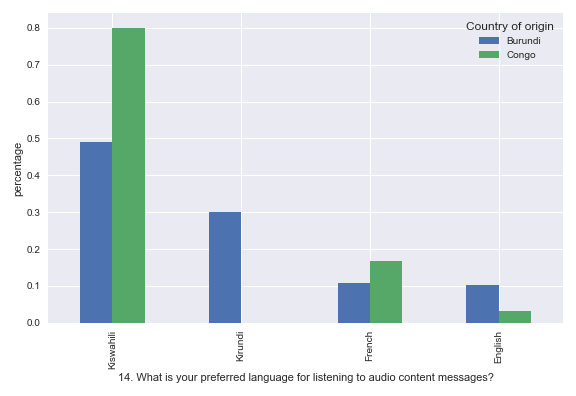 Country of origin
Burundi
Congo
percentage
0.8
0.7
0.6
0.5
0.4
0.3
0.2
0.1
0.0
Kiswahili
Kirundi
French
English
14. What is your preferred language for listening to audio content messages?